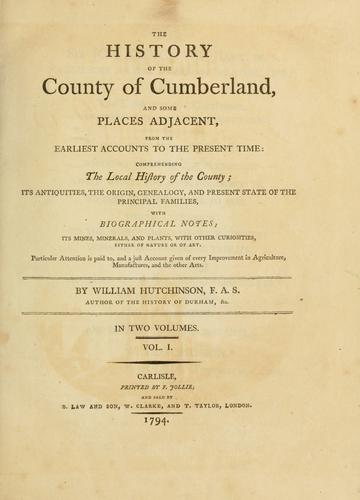 THE
HISTORY
OF THE
County of Cumberland,
AND SOME
PLACES ADJACENT,
FROM THE
EARLIEST ACCOUNTS TO THE PRESENT TIME:
COMPREHENDING
The Local Hiſtory of the County;
ITS ANTIQUITIES, THE ORIGIN, GENEALOGY, AND PRESENT STATE OF THE
PRINCIPAL FAMILIES,
WITH
BIOGRAPHICAL NOTES;
ITS MINES, MINERALS, AND PLANTS, WITH OTHER CURIOSITIES,
EITHER OF NATURE OR OF ART.
Particular Attention is paid to, and a juſt Account given of every Improvement in Agriculture,
Manufactures, and the other Arts.
BY WILLIAM HUTCHINSON, F. A. S.
AUTHOR OF THE HISTORY OF DURHAM, &c.
IN TWO VOLUMES.
VOL. I.
CARLISLE,
PRINTED BY F. JOLLIE;
AND SOLD BY
B. LAW AND SON, W. CLARKE, AND T. TAYLOR, LONDON.
1794.